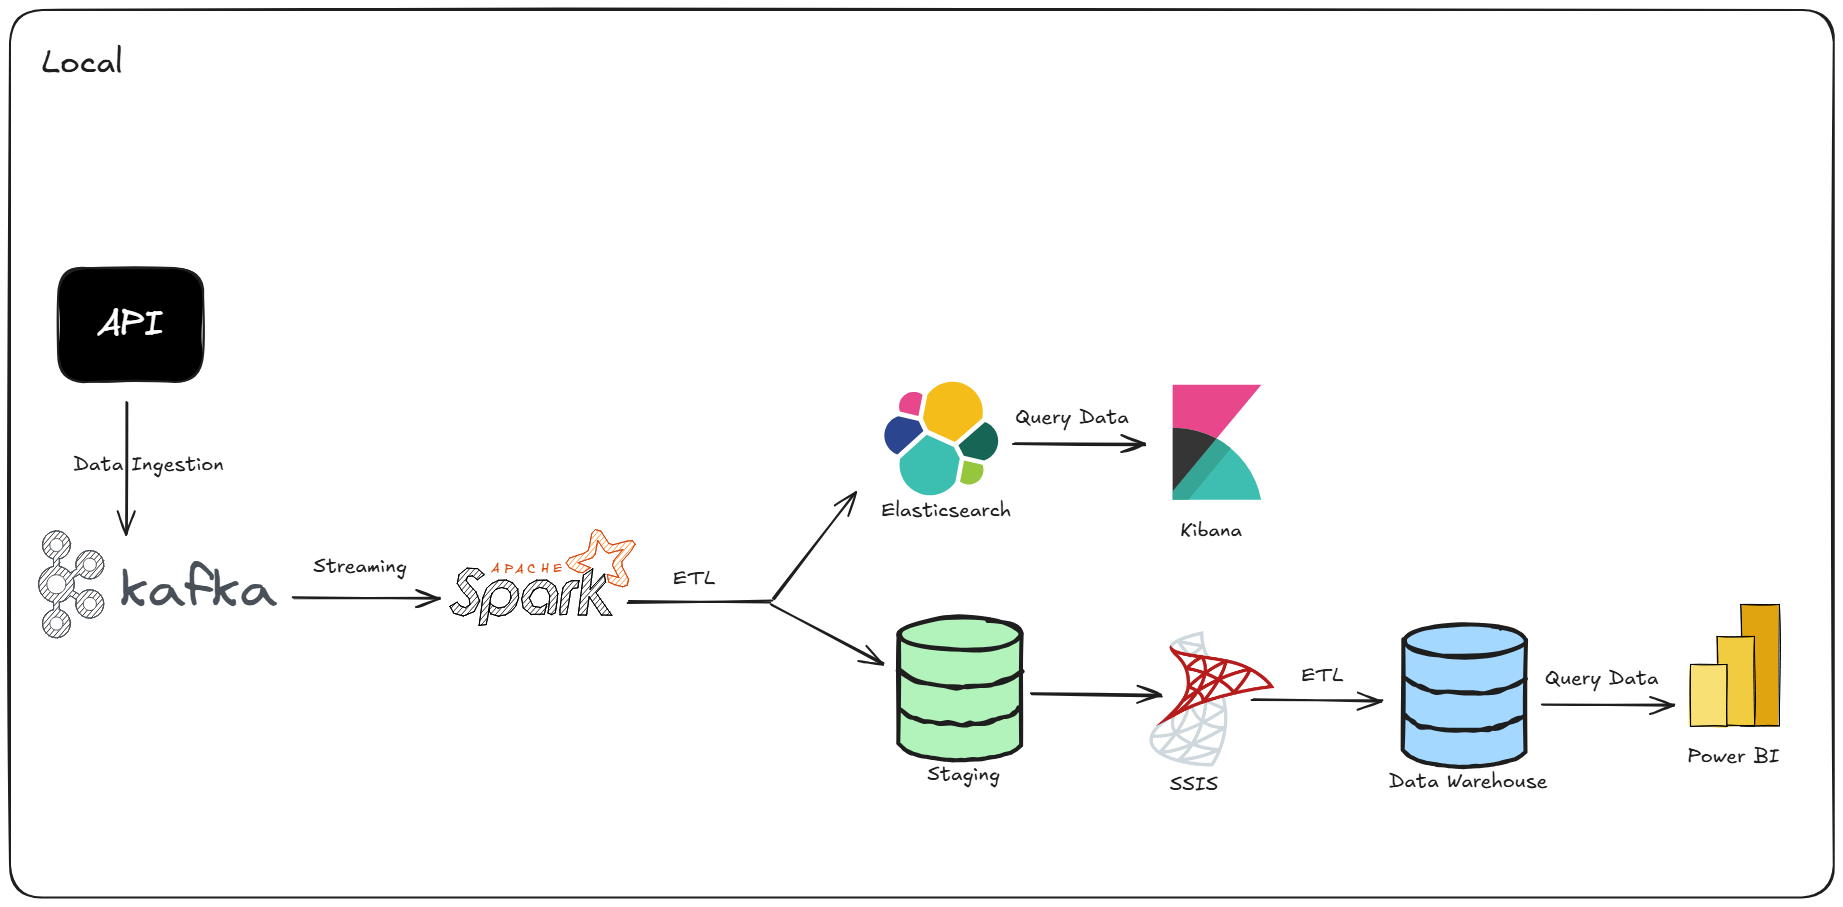 Local
API
Data Ingestion
kafka
Streaming
APACHE
Spark
ETL
Elasticsearch
Query Data
Kibana
Staging
SSIS
ETL
Data Warehouse
Query Data
Power BI